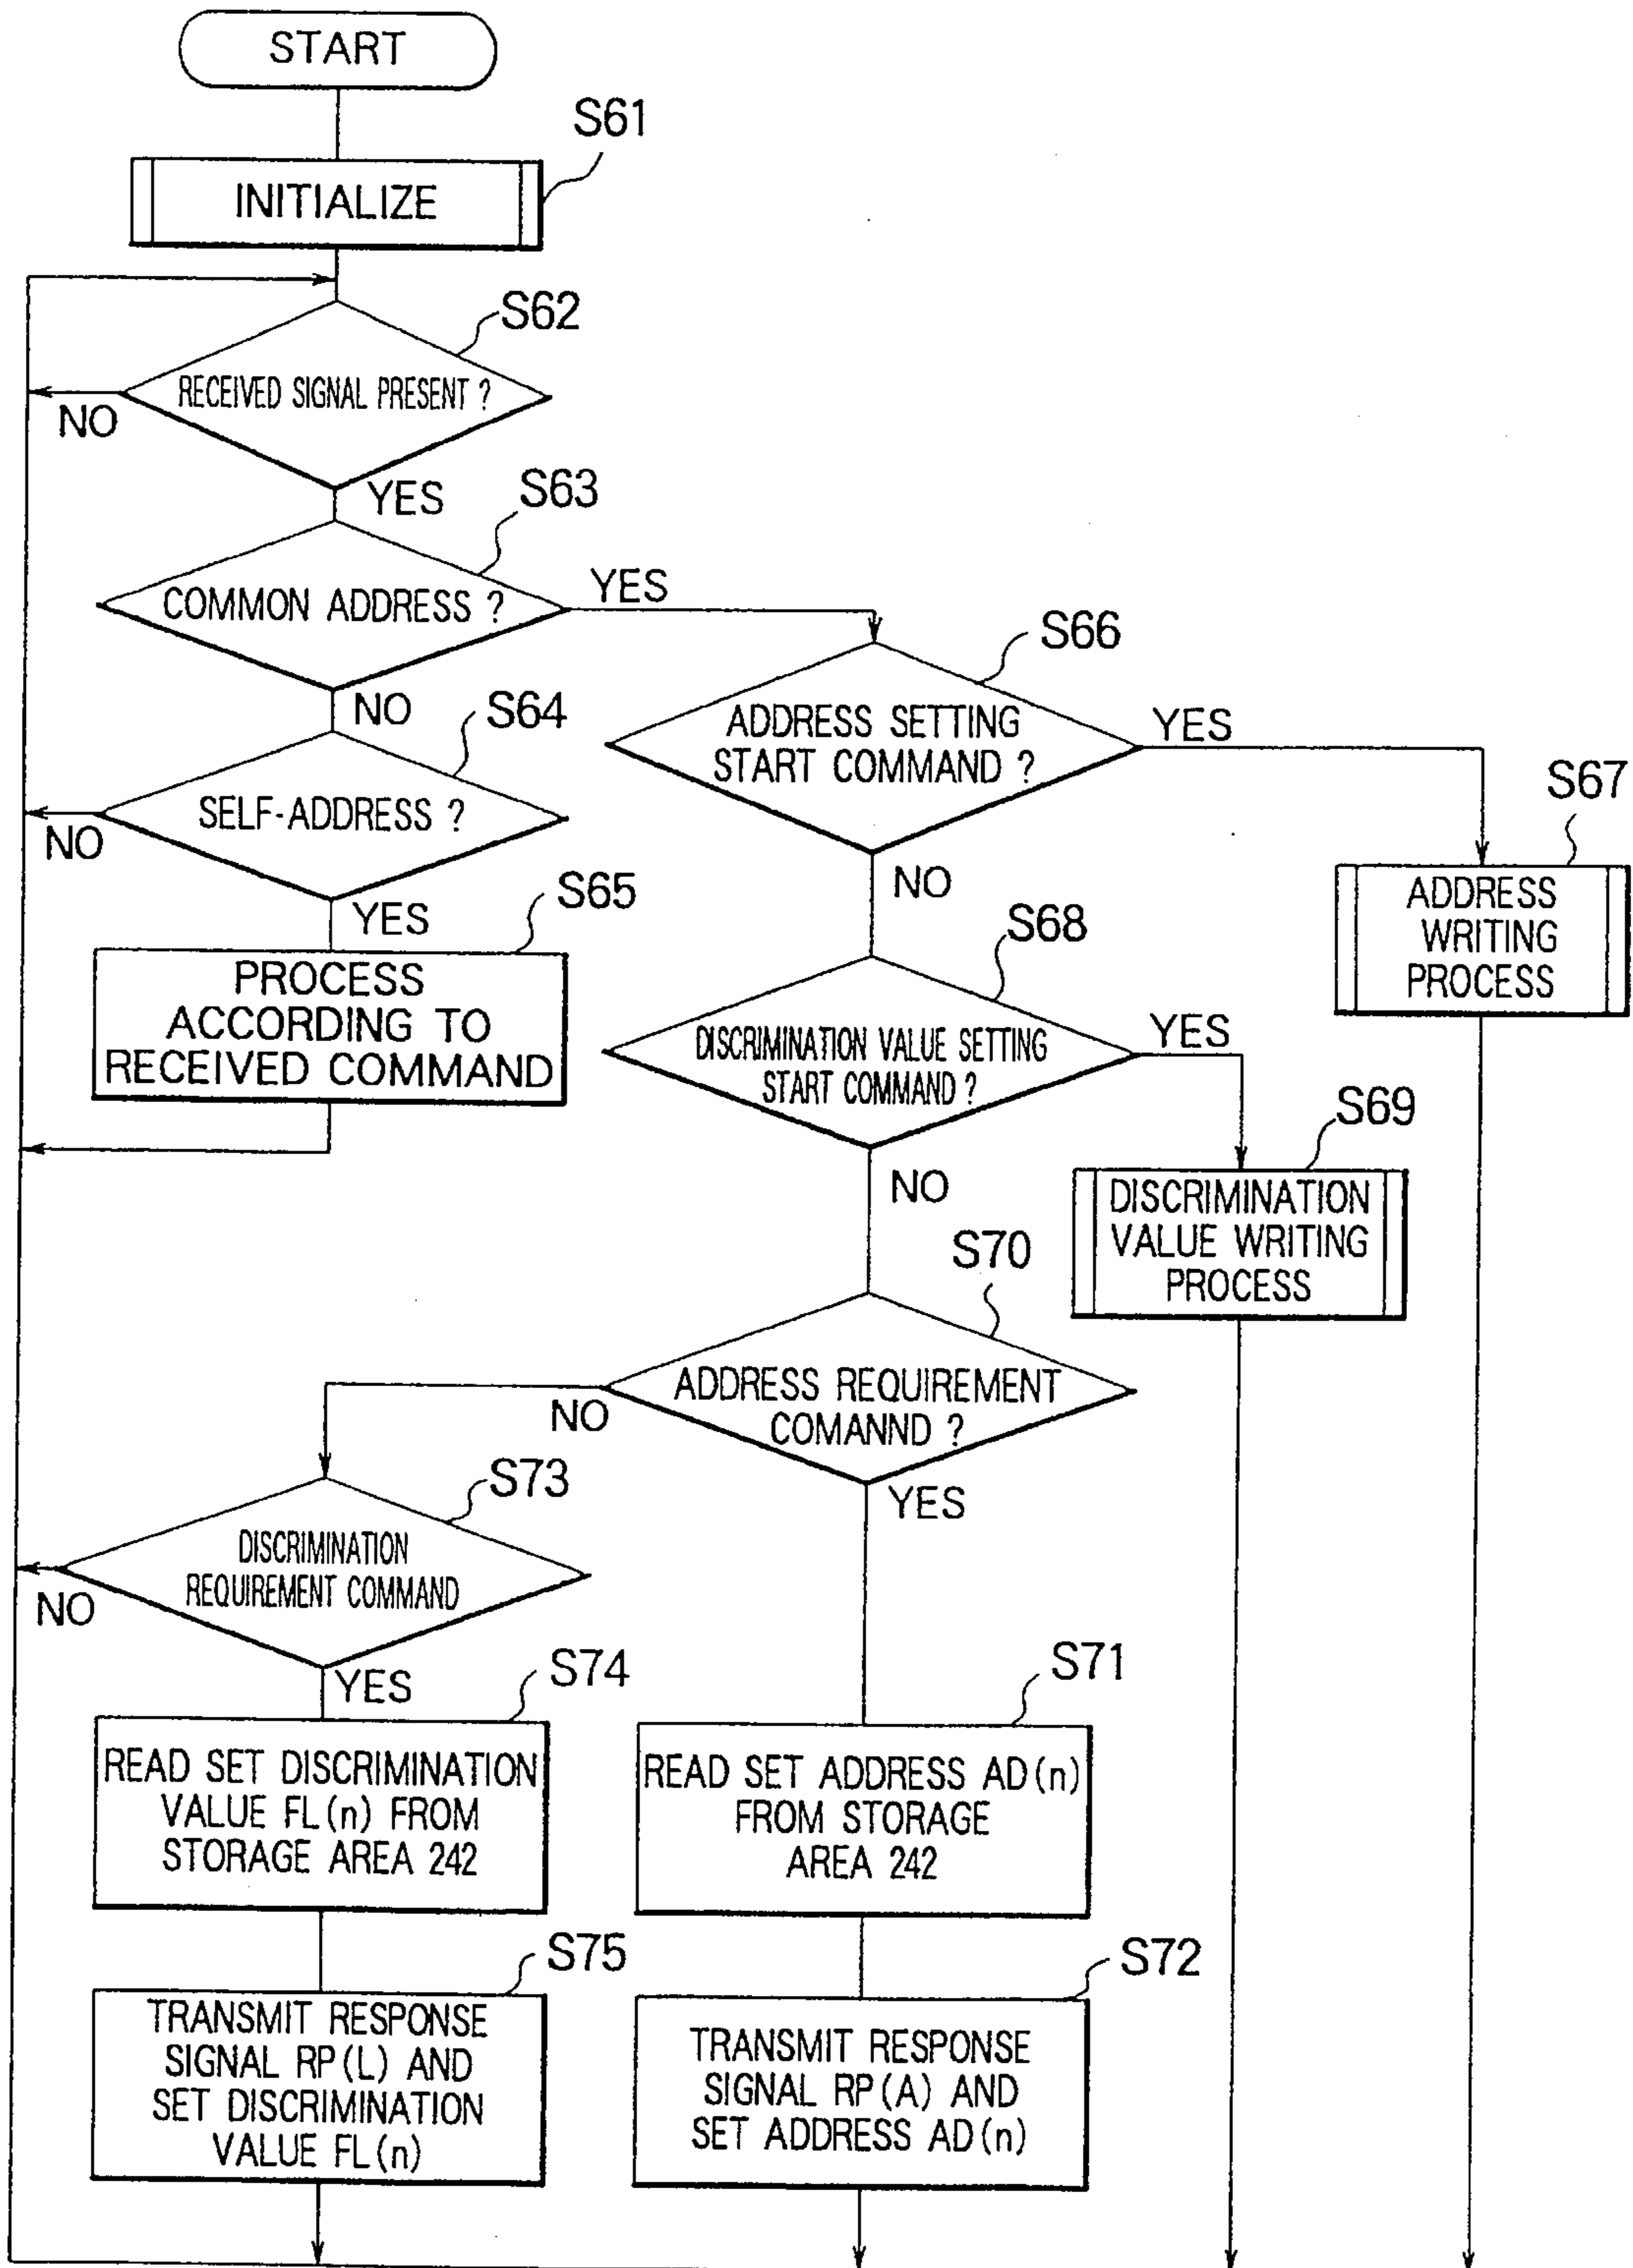 START
S61
INITIALIZE
S62
RECEIVED SIGNAL PRESENT ?
NO
YES
S63
COMMON ADDRESS ?
YES
NO
S64
SELF-ADDRESS ?
NO
YES
S65
PROCESS
ACCORDING TO
RECEIVED COMMAND
S66
ADDRESS SETTING
START COMMAND ?
YES
NO
S67
ADDRESS
WRITING
PROCESS
S68
DISCRIMINATION VALUE SETTING
START COMMAND ?
YES
NO
S69
DISCRIMINATION
VALUE WRITING
PROCESS
S70
ADDRESS REQUIREMENT
COMANND ?
NO
YES
S73
DISCRIMINATION
REQUIREMENT COMMAND
NO
YES
S74
READ SET DISCRIMINATION
VALUE FL(n) FROM
STORAGE AREA 242
S75
TRANSMIT RESPONSE
SIGNAL RP(L) AND
SET DISCRIMINATION
VALUE FL(n)
S71
READ SET ADDRESS AD(n)
FROM STORAGE
AREA 242
S72
TRANSMIT RESPONSE
SIGNAL RP(A) AND
SET ADDRESS AD(n)